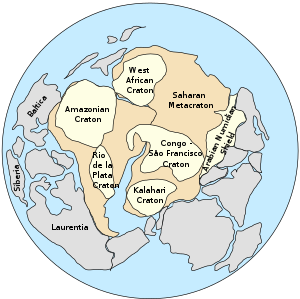 West
African
Craton
Saharan
Metacraton
Baltica
Amazonian
Craton
Arabian Numidian
Shield
Congo -
São Francisco
Craton
Rio
de la
Plata
Craton
Siberia
Kalahari
Craton
Laurentia